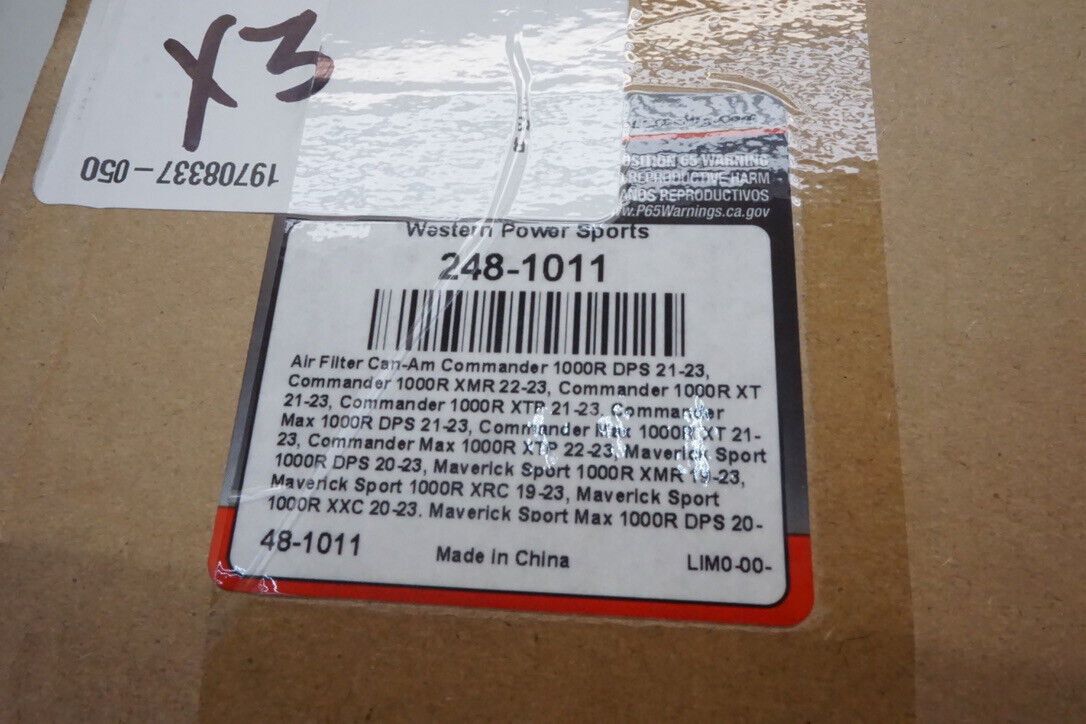 X3
19708337-050
OSITION 65 WARNING
REPRODUCTIVE HARM
ANOS REPRODUCTIVOS
w.P65Warnings.ca.gov
Western Power Sports
248-1011
Air Filter Can-Am Commander 1000R DPS 21-23,
Commander 1000R XMR 22-23, Commander 1000R XT
21-23, Commander 1000R XTP 21-23, Commander
Max 1000R DPS 21-23, Commander Max 1000R XT 21-
23, Commander Max 1000R XTP 22-23, Maverick Sport
1000R DPS 20-23, Maverick Sport 1000R XMR 19-23,
Maverick Sport 1000R XRC 19-23, Maverick Sport
1000R XXC 20-23, Maverick Sport Max 1000R DPS 20-
48-1011
Made in China
LIM0-00-